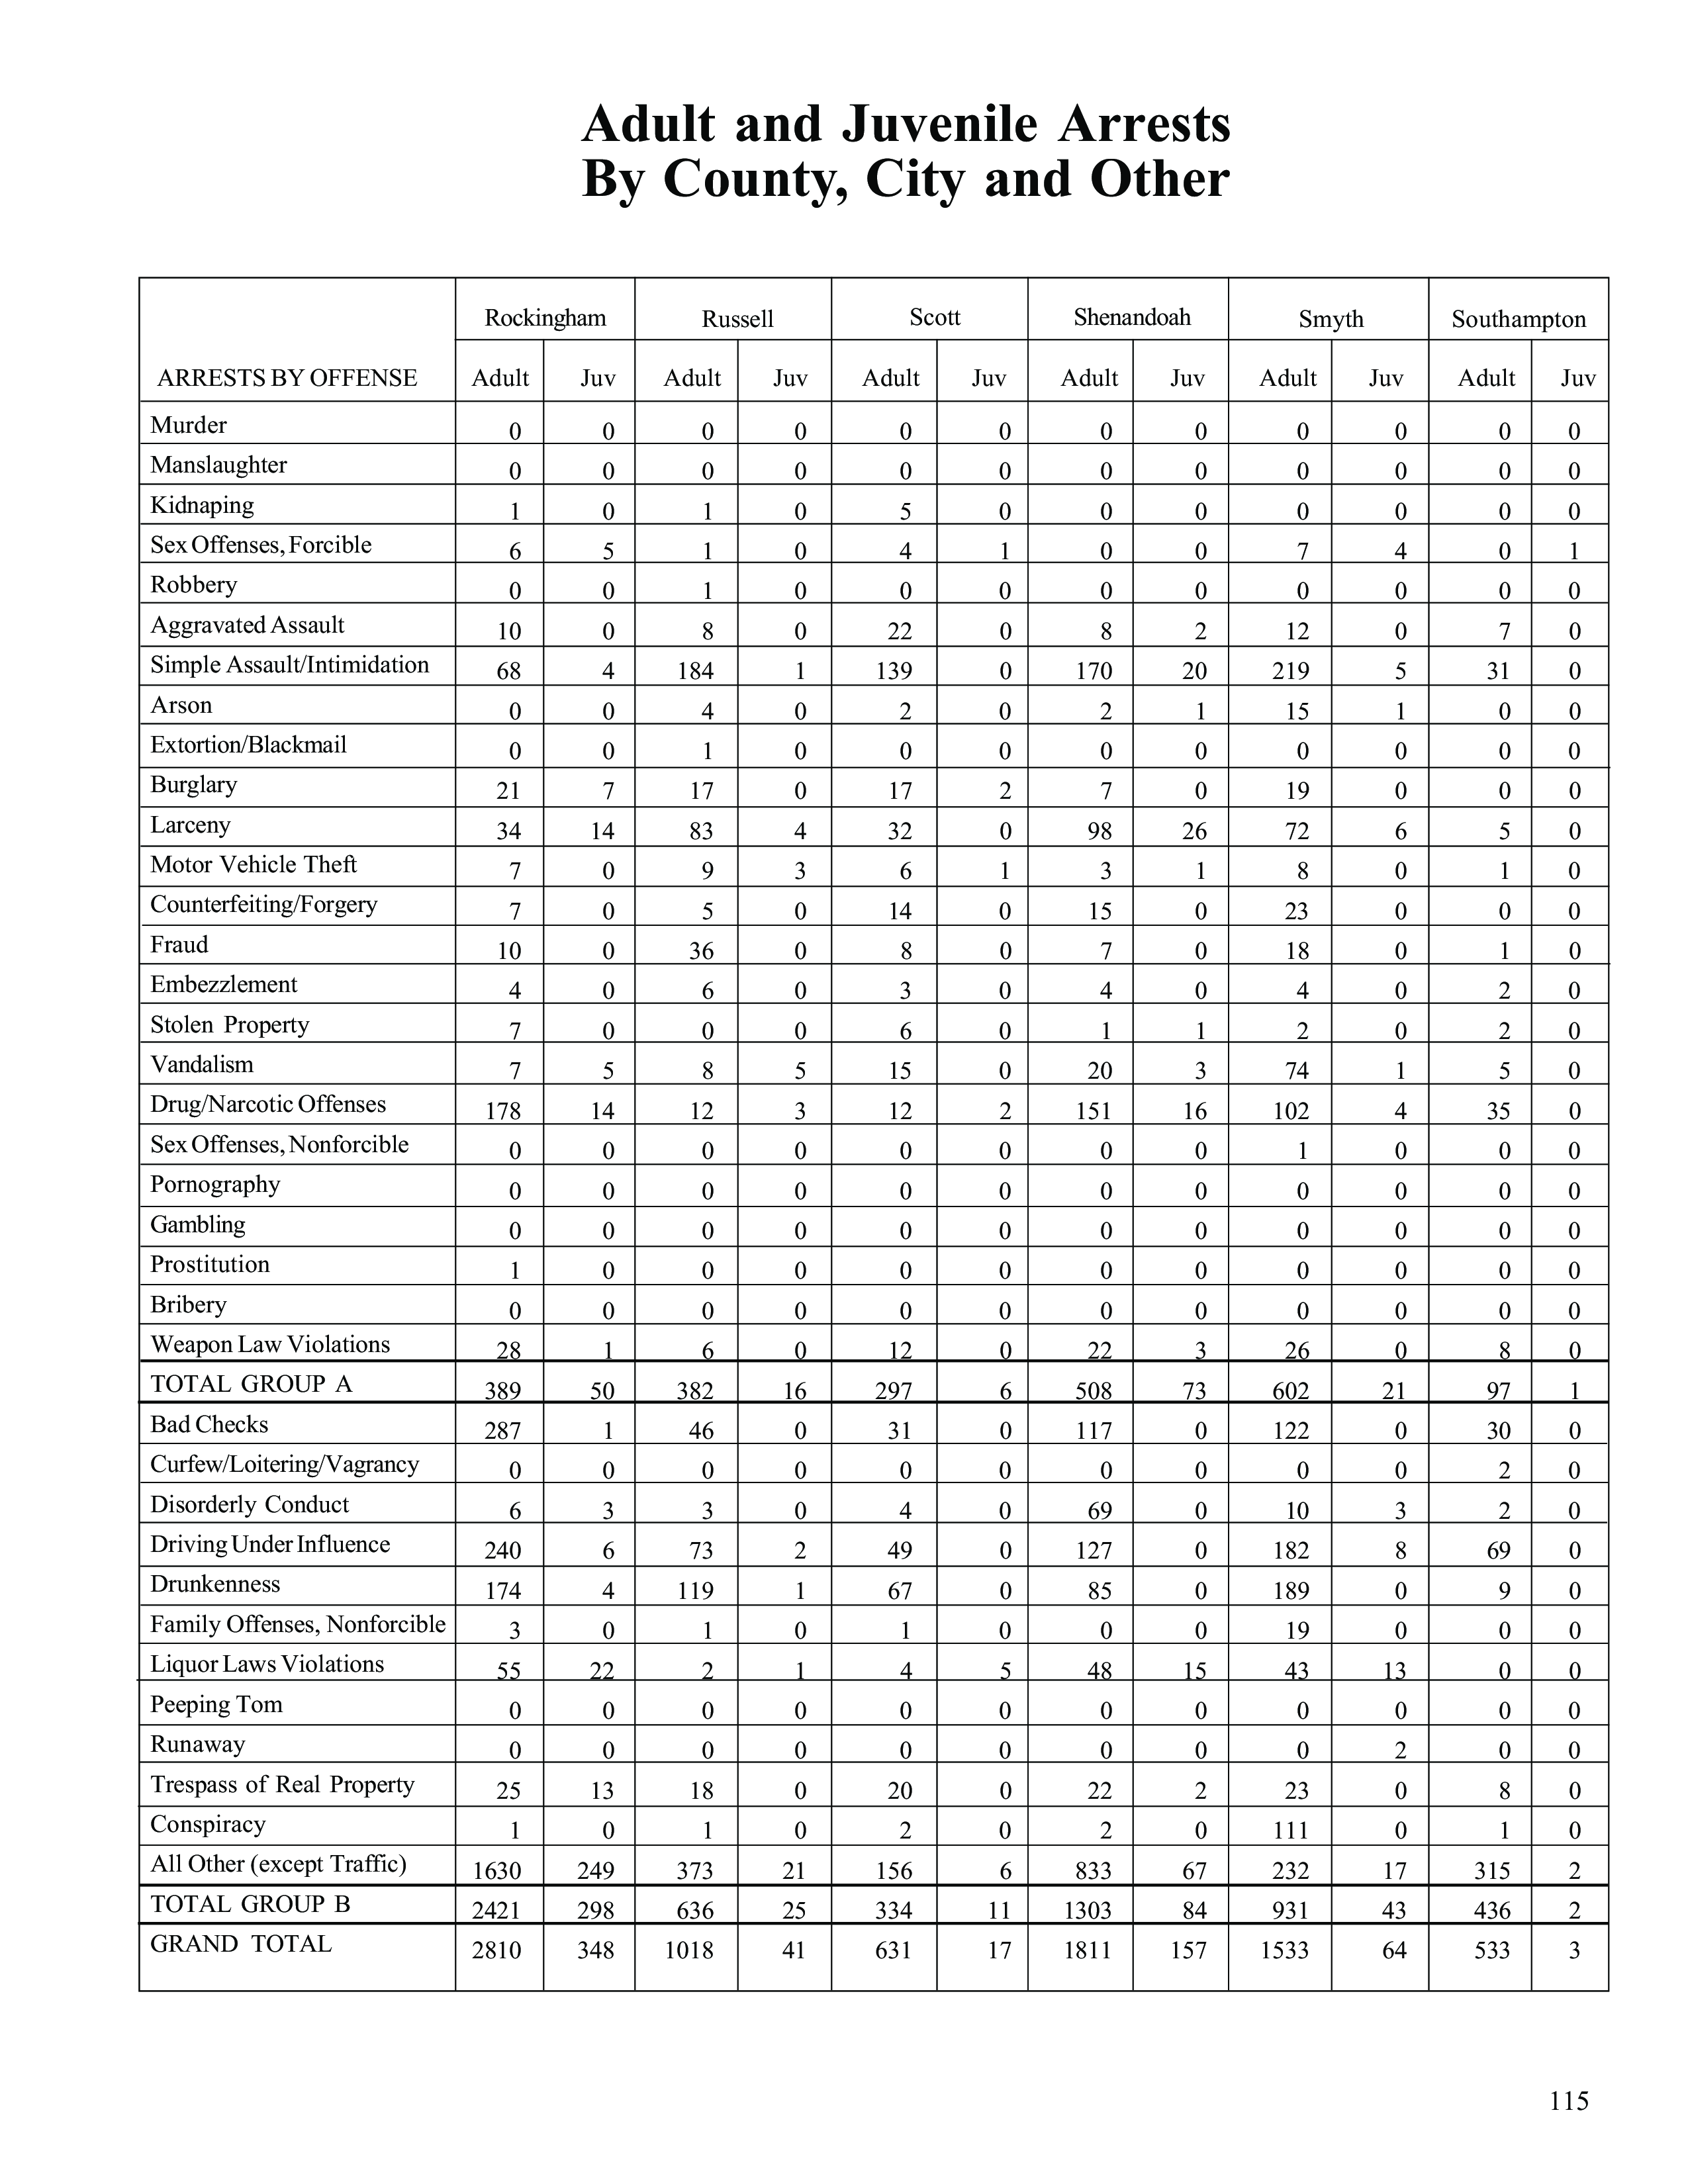 Adult and Juvenile Arrests
By County, City and Other
Rockingham Russell Scott Shenandoah Smyth Southampton
ARRESTS BY OFFENSE Adult Juv Adult Juv Adult Juv Adult Juv Adult Juv Adult Juv
Murder 0 0 0 0 0 0 0 0 0 0 0 0
Manslaughter 0 0 0 0 0 0 0 0 0 0 0 0
Kidnaping 1 0 1 0 5 0 0 0 0 0 0 0
Sex Offenses, Forcible 6 5 1 0 4 1 0 0 7 4 0 1
Robbery 0 0 1 0 0 0 0 0 0 0 0 0
Aggravated Assault 10 0 8 0 22 0 8 2 12 0 7 0
Simple Assault/Intimidation 68 4 184 1 139 0 170 20 219 5 31 0
Arson 0 0 4 0 2 0 2 1 15 1 0 0
Extortion/Blackmail 0 0 1 0 0 0 0 0 0 0 0 0
Burglary 21 7 17 0 17 2 7 0 19 0 0 0
Larceny 34 14 83 4 32 0 98 26 72 6 5 0
Motor Vehicle Theft 7 0 9 3 6 1 3 1 8 0 1 0
Counterfeiting/Forgery 7 0 5 0 14 0 15 0 23 0 0 0
Fraud 10 0 36 0 8 0 7 0 18 0 1 0
Embezzlement 4 0 6 0 3 0 4 0 4 0 2 0
Stolen Property 7 0 0 0 6 0 1 1 2 0 2 0
Vandalism 7 5 8 5 15 0 20 3 74 1 5 0
Drug/Narcotic Offenses 178 14 12 3 12 2 151 16 102 4 35 0
Sex Offenses, Nonforcible 0 0 0 0 0 0 0 0 1 0 0 0
Pornography 0 0 0 0 0 0 0 0 0 0 0 0
Gambling 0 0 0 0 0 0 0 0 0 0 0 0
Prostitution 1 0 0 0 0 0 0 0 0 0 0 0
Bribery 0 0 0 0 0 0 0 0 0 0 0 0
Weapon Law Violations 28 1 6 0 12 0 22 3 26 0 8 0
TOTAL GROUP A 389 50 382 16 297 6 508 73 602 21 97 1
Bad Checks 287 1 46 0 31 0 117 0 122 0 30 0
Curfew/Loitering/Vagrancy 0 0 0 0 0 0 0 0 0 0 2 0
Disorderly Conduct 6 3 3 0 4 0 69 0 10 3 2 0
Driving Under Influence 240 6 73 2 49 0 127 0 182 8 69 0
Drunkenness 174 4 119 1 67 0 85 0 189 0 9 0
Family Offenses, Nonforcible 3 0 1 0 1 0 0 0 19 0 0 0
Liquor Laws Violations 55 22 2 1 4 5 48 15 43 13 0 0
Peeping Tom 0 0 0 0 0 0 0 0 0 0 0 0
Runaway 0 0 0 0 0 0 0 0 0 2 0 0
Trespass of Real Property 25 13 18 0 20 0 22 2 23 0 8 0
Conspiracy 1 0 1 0 2 0 2 0 111 0 1 0
All Other (except Traffic) 1630 249 373 21 156 6 833 67 232 17 315 2
TOTAL GROUP B 2421 298 636 25 334 11 1303 84 931 43 436 2
GRAND TOTAL 2810 348 1018 41 631 17 1811 157 1533 64 533 3
115